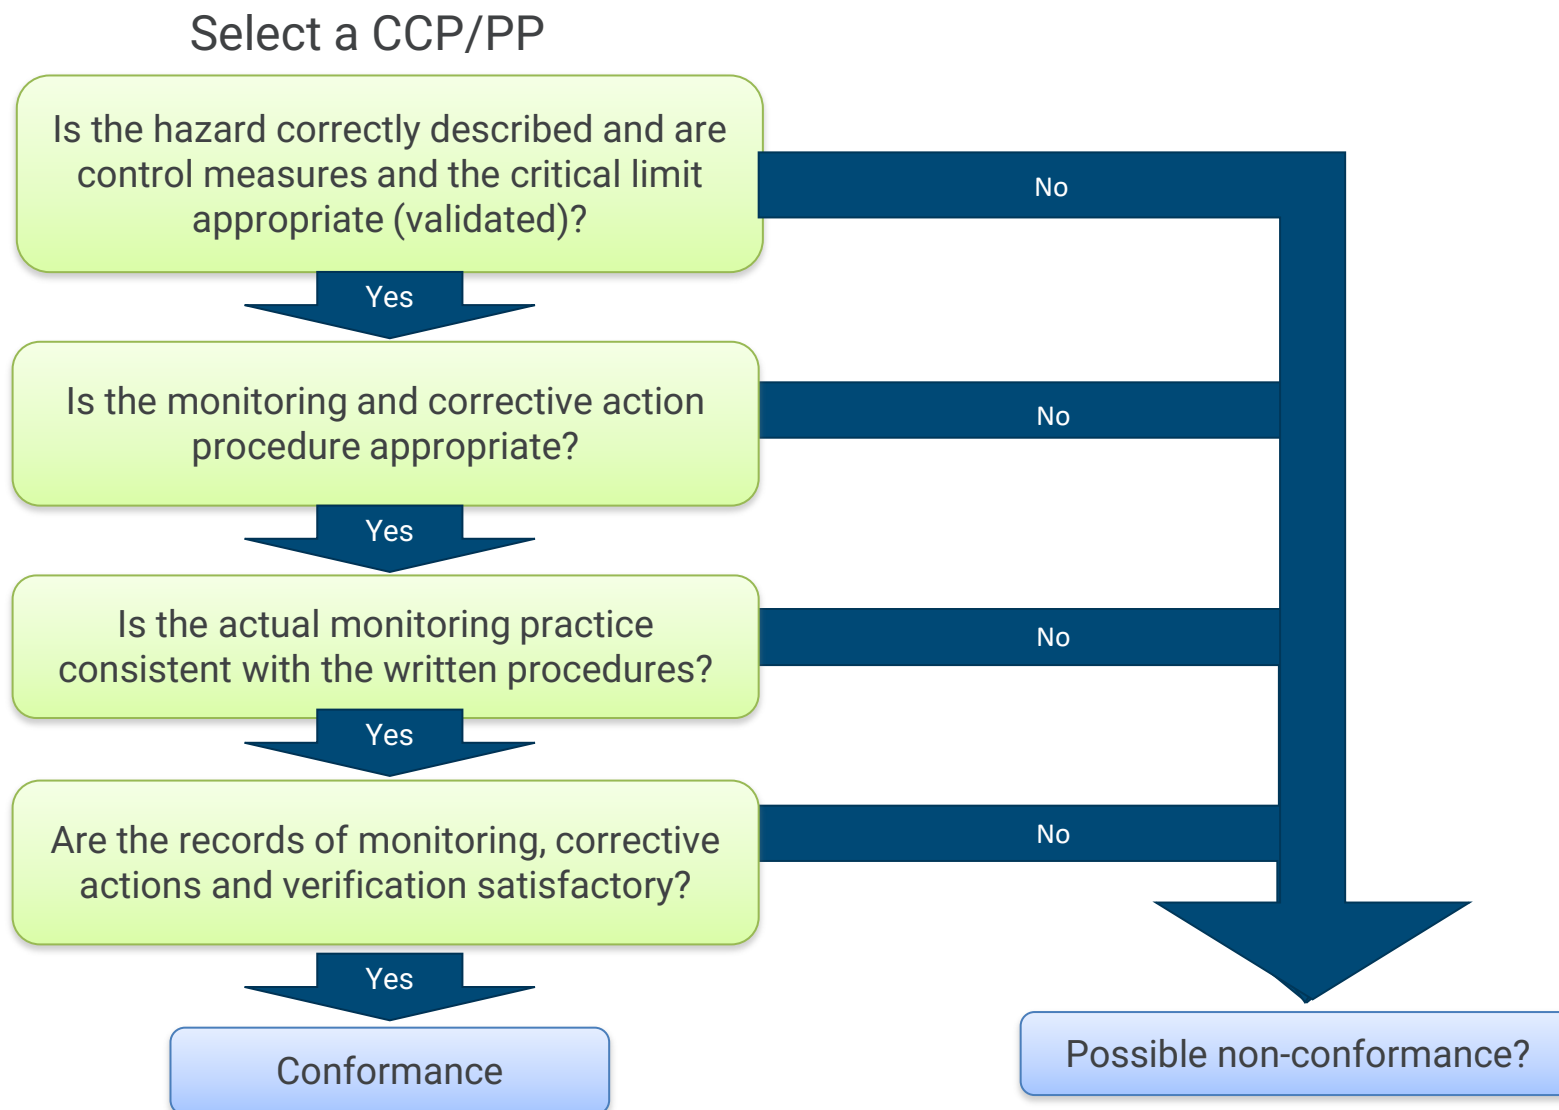 Select a CCP/PP
Is the hazard correctly described and are
control measures and the critical limit
appropriate (validated)?
No
Yes
Is the monitoring and corrective action
procedure appropriate?
No
Yes
Is the actual monitoring practice
consistent with the written procedures?
No
Yes
Are the records of monitoring, corrective
actions and verification satisfactory?
No
Yes
Conformance
Possible non-conformance?